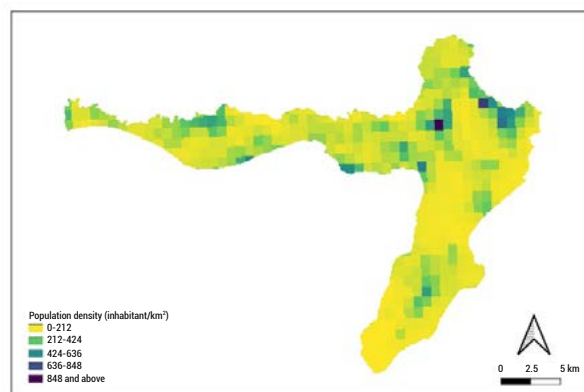 Population density (inhabitant/km²)
0-212
212-424
424-636
636-848
848 and above
0 2.5 5 km